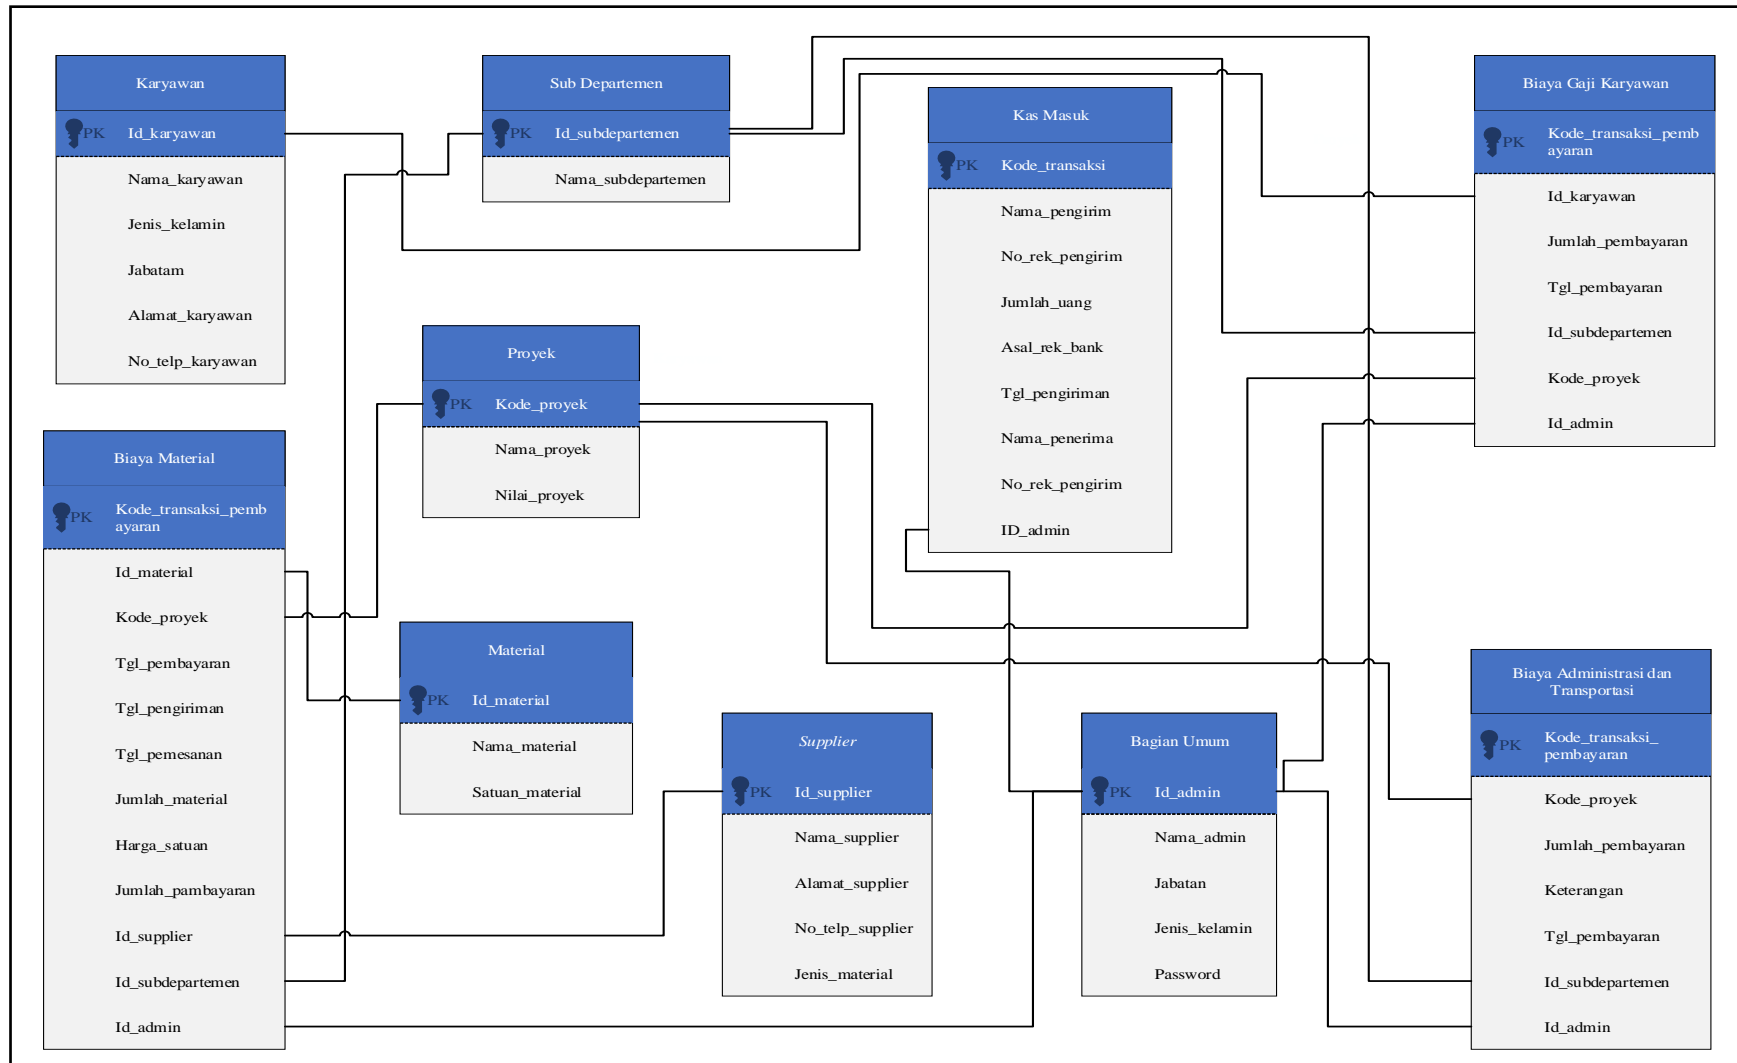 Karyawan
PK
Id_karyawan
Nama_karyawan
Jenis_kelamin
Jabatam
Alamat_karyawan
No_telp_karyawan
Sub Departemen
PK
Id_subdepartemen
Nama_subdepartemen
Kas Masuk
PK
Kode_transaksi
Nama_pengirim
No_rek_pengirim
Jumlah_uang
Asal_rek_bank
Tgl_pengiriman
Nama_penerima
No_rek_pengirim
ID_admin
Biaya Gaji Karyawan
PK
Kode_transaksi_pemb
ayaran
Id_karyawan
Jumlah_pembayaran
Tgl_pembayaran
Id_subdepartemen
Kode_proyek
Id_admin
Proyek
PK
Kode_proyek
Nama_proyek
Nilai_proyek
Biaya Material
PK
Kode_transaksi_pemb
ayaran
Id_material
Kode_proyek
Tgl_pembayaran
Tgl_pengiriman
Tgl_pemesanan
Jumlah_material
Harga_satuan
Jumlah_pambayaran
Id_supplier
Id_subdepartemen
Id_admin
Material
PK
Id_material
Nama_material
Satuan_material
Supplier
PK
Id_supplier
Nama_supplier
Alamat_supplier
No_telp_supplier
Jenis_material
Bagian Umum
PK
Id_admin
Nama_admin
Jabatan
Jenis_kelamin
Password
Biaya Administrasi dan
Transportasi
PK
Kode_transaksi_
pembayaran
Kode_proyek
Jumlah_pembayaran
Keterangan
Tgl_pembayaran
Id_subdepartemen
Id_admin